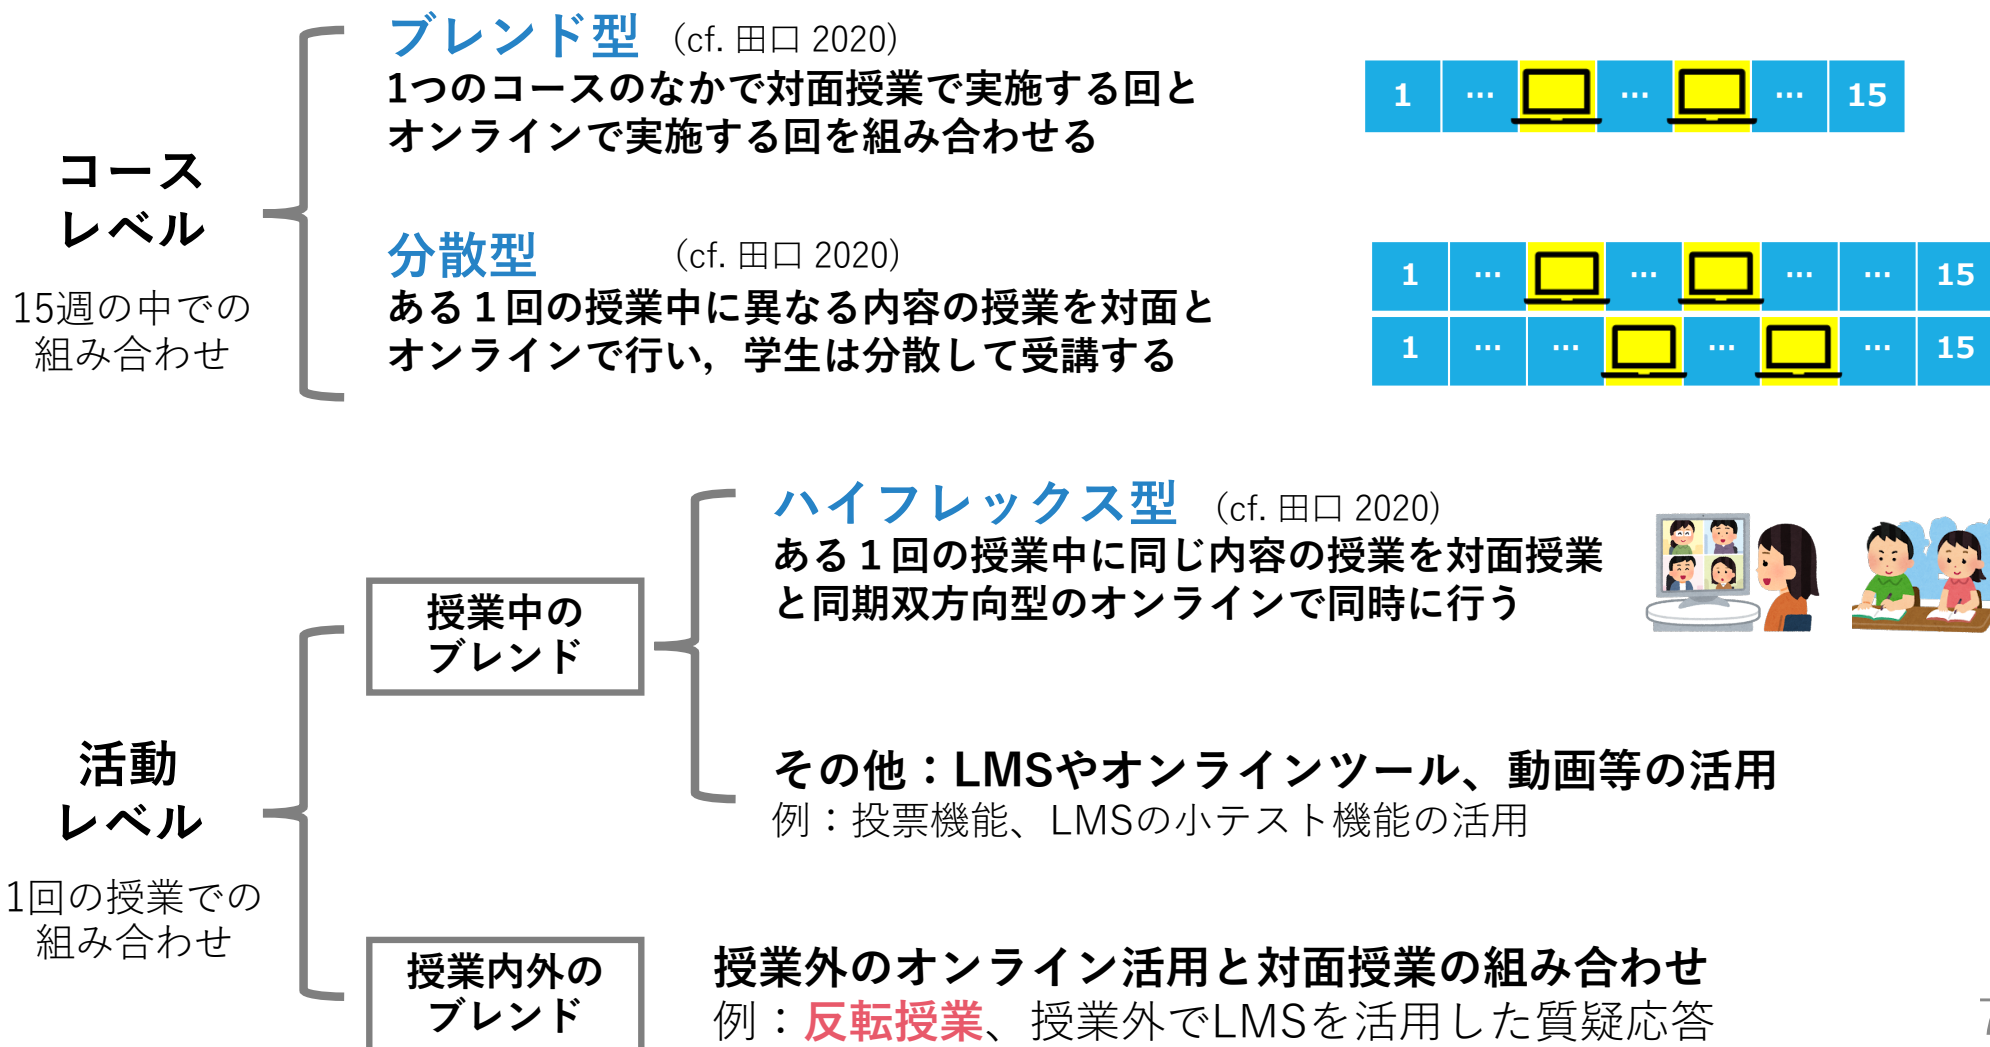 ブレンド型 (cf. 田口 2020)
1つのコースのなかで対面授業で実施する回と
オンラインで実施する回を組み合わせる
1 … … … 15
コース
レベル
15週の中での
組み合わせ
分散型 (cf. 田口 2020)
ある１回の授業中に異なる内容の授業を対面と
オンラインで行い，学生は分散して受講する
1 … … … … 15
1 … … … … 15
ハイフレックス型 (cf. 田口 2020)
ある１回の授業中に同じ内容の授業を対面授業
と同期双方向型のオンラインで同時に行う
授業中の
ブレンド
その他：LMSやオンラインツール、動画等の活用
例：投票機能、LMSの小テスト機能の活用
活動
レベル
1回の授業での
組み合わせ
授業内外の
ブレンド
授業外のオンライン活用と対面授業の組み合わせ
例：反転授業、授業外でLMSを活用した質疑応答